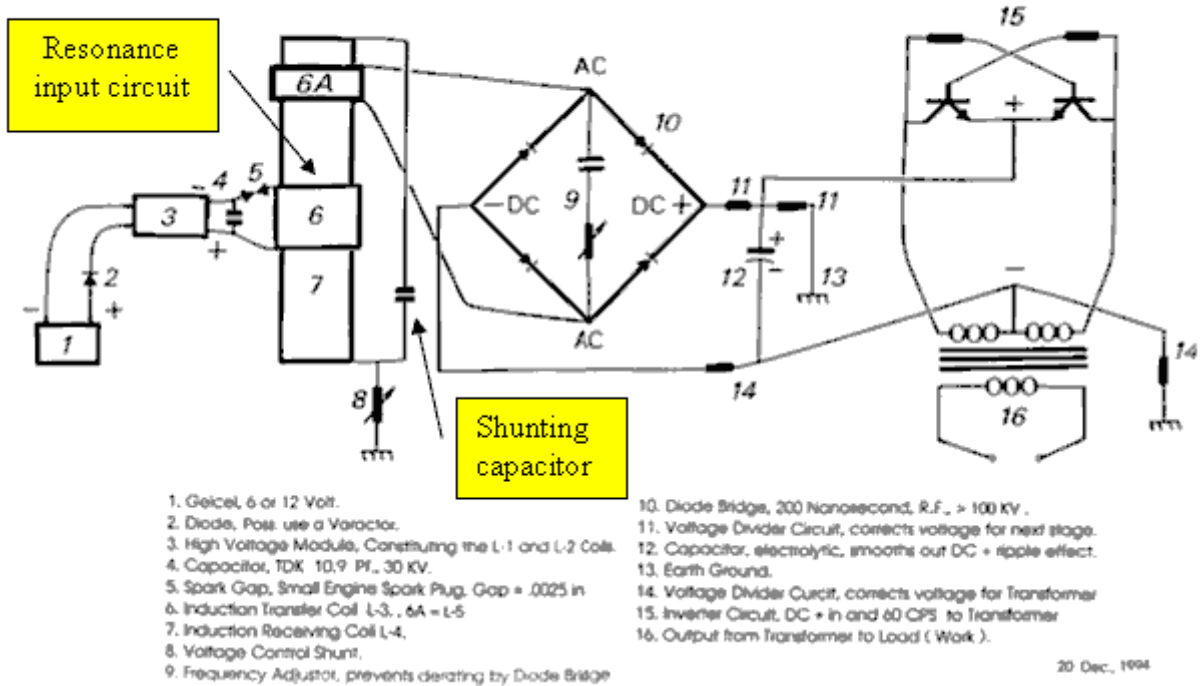 Resonance
input circuit
6A
AC
10
15
+
4
5
-
3
6
- DC
9
DC +
11
11
+
2
7
+
12
-
13
-
-
+
1
AC
8
14
14
16
Shunting
capacitor
1. Gelcel, 6 or 12 Volt.
2. Diode, Poss. use a Varactor.
3. High Voltage Module, Constituting the L-1 and L-2 Coils.
4. Capacitor, TDK 10.9 Pf., 30 KV.
5. Spark Gap, Small Engine Spark Plug, Gap = .0025 in
6. Induction Transfer Coil L-3. , 6A = L-5
7. Induction Receiving Coil L-4.
8. Voltage Control Shunt.
9. Frequency Adjustor, prevents derating by Diode Bridge
10. Diode Bridge, 200 Nanosecond, R.F., > 100 KV .
11. Voltage Divider Circuit, corrects voltage for next stage.
12. Capacitor, electrolytic, smooths out DC + ripple effect.
13. Earth Ground.
14. Voltage Divider Curcit, corrects voltage for Transformer
15. Inverter Circuit, DC + in and 60 CPS to Transformer
16. Output from Transformer to Load ( Work ).
20 Dec., 1994